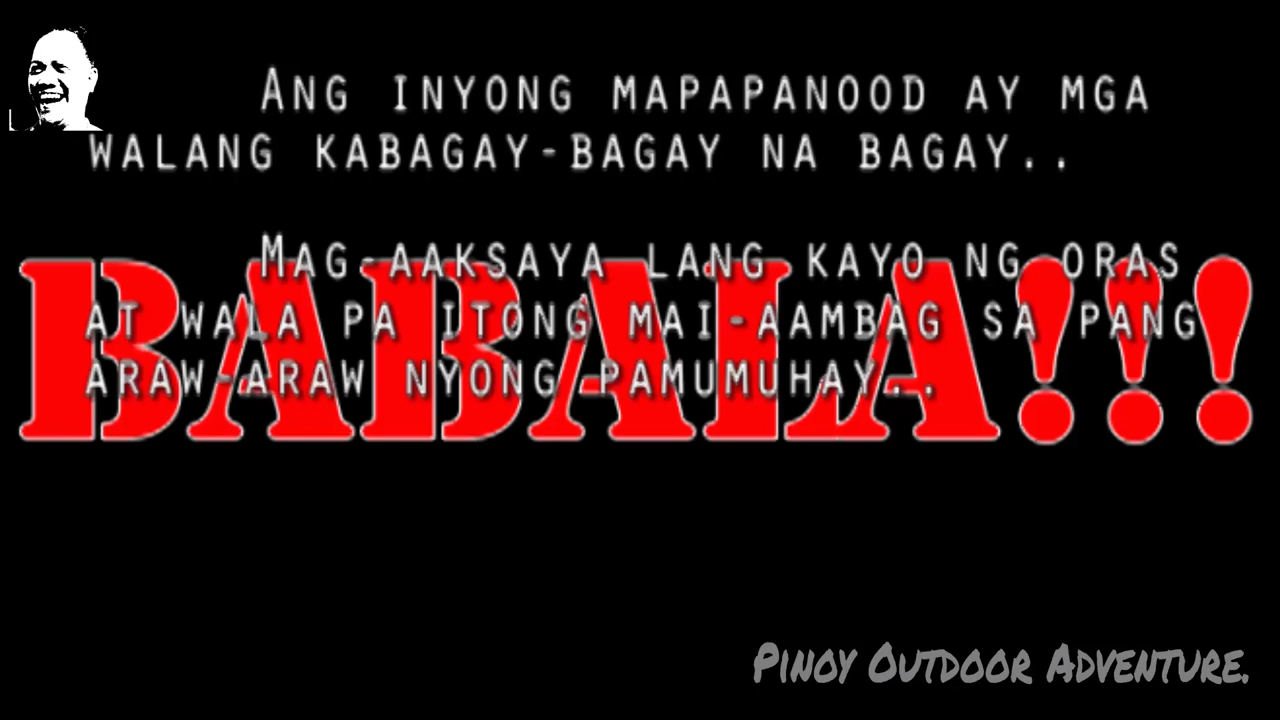 Ang inyong mapapanood ay mga
walang kabagay-bagay na bagay..
Mag-aaksaya lang kayo ng oras
at wala pa itong mai-aambag sa pang
araw-araw nyong pamumuhay..
BABALA!!!
Pinoy Outdoor Adventure.